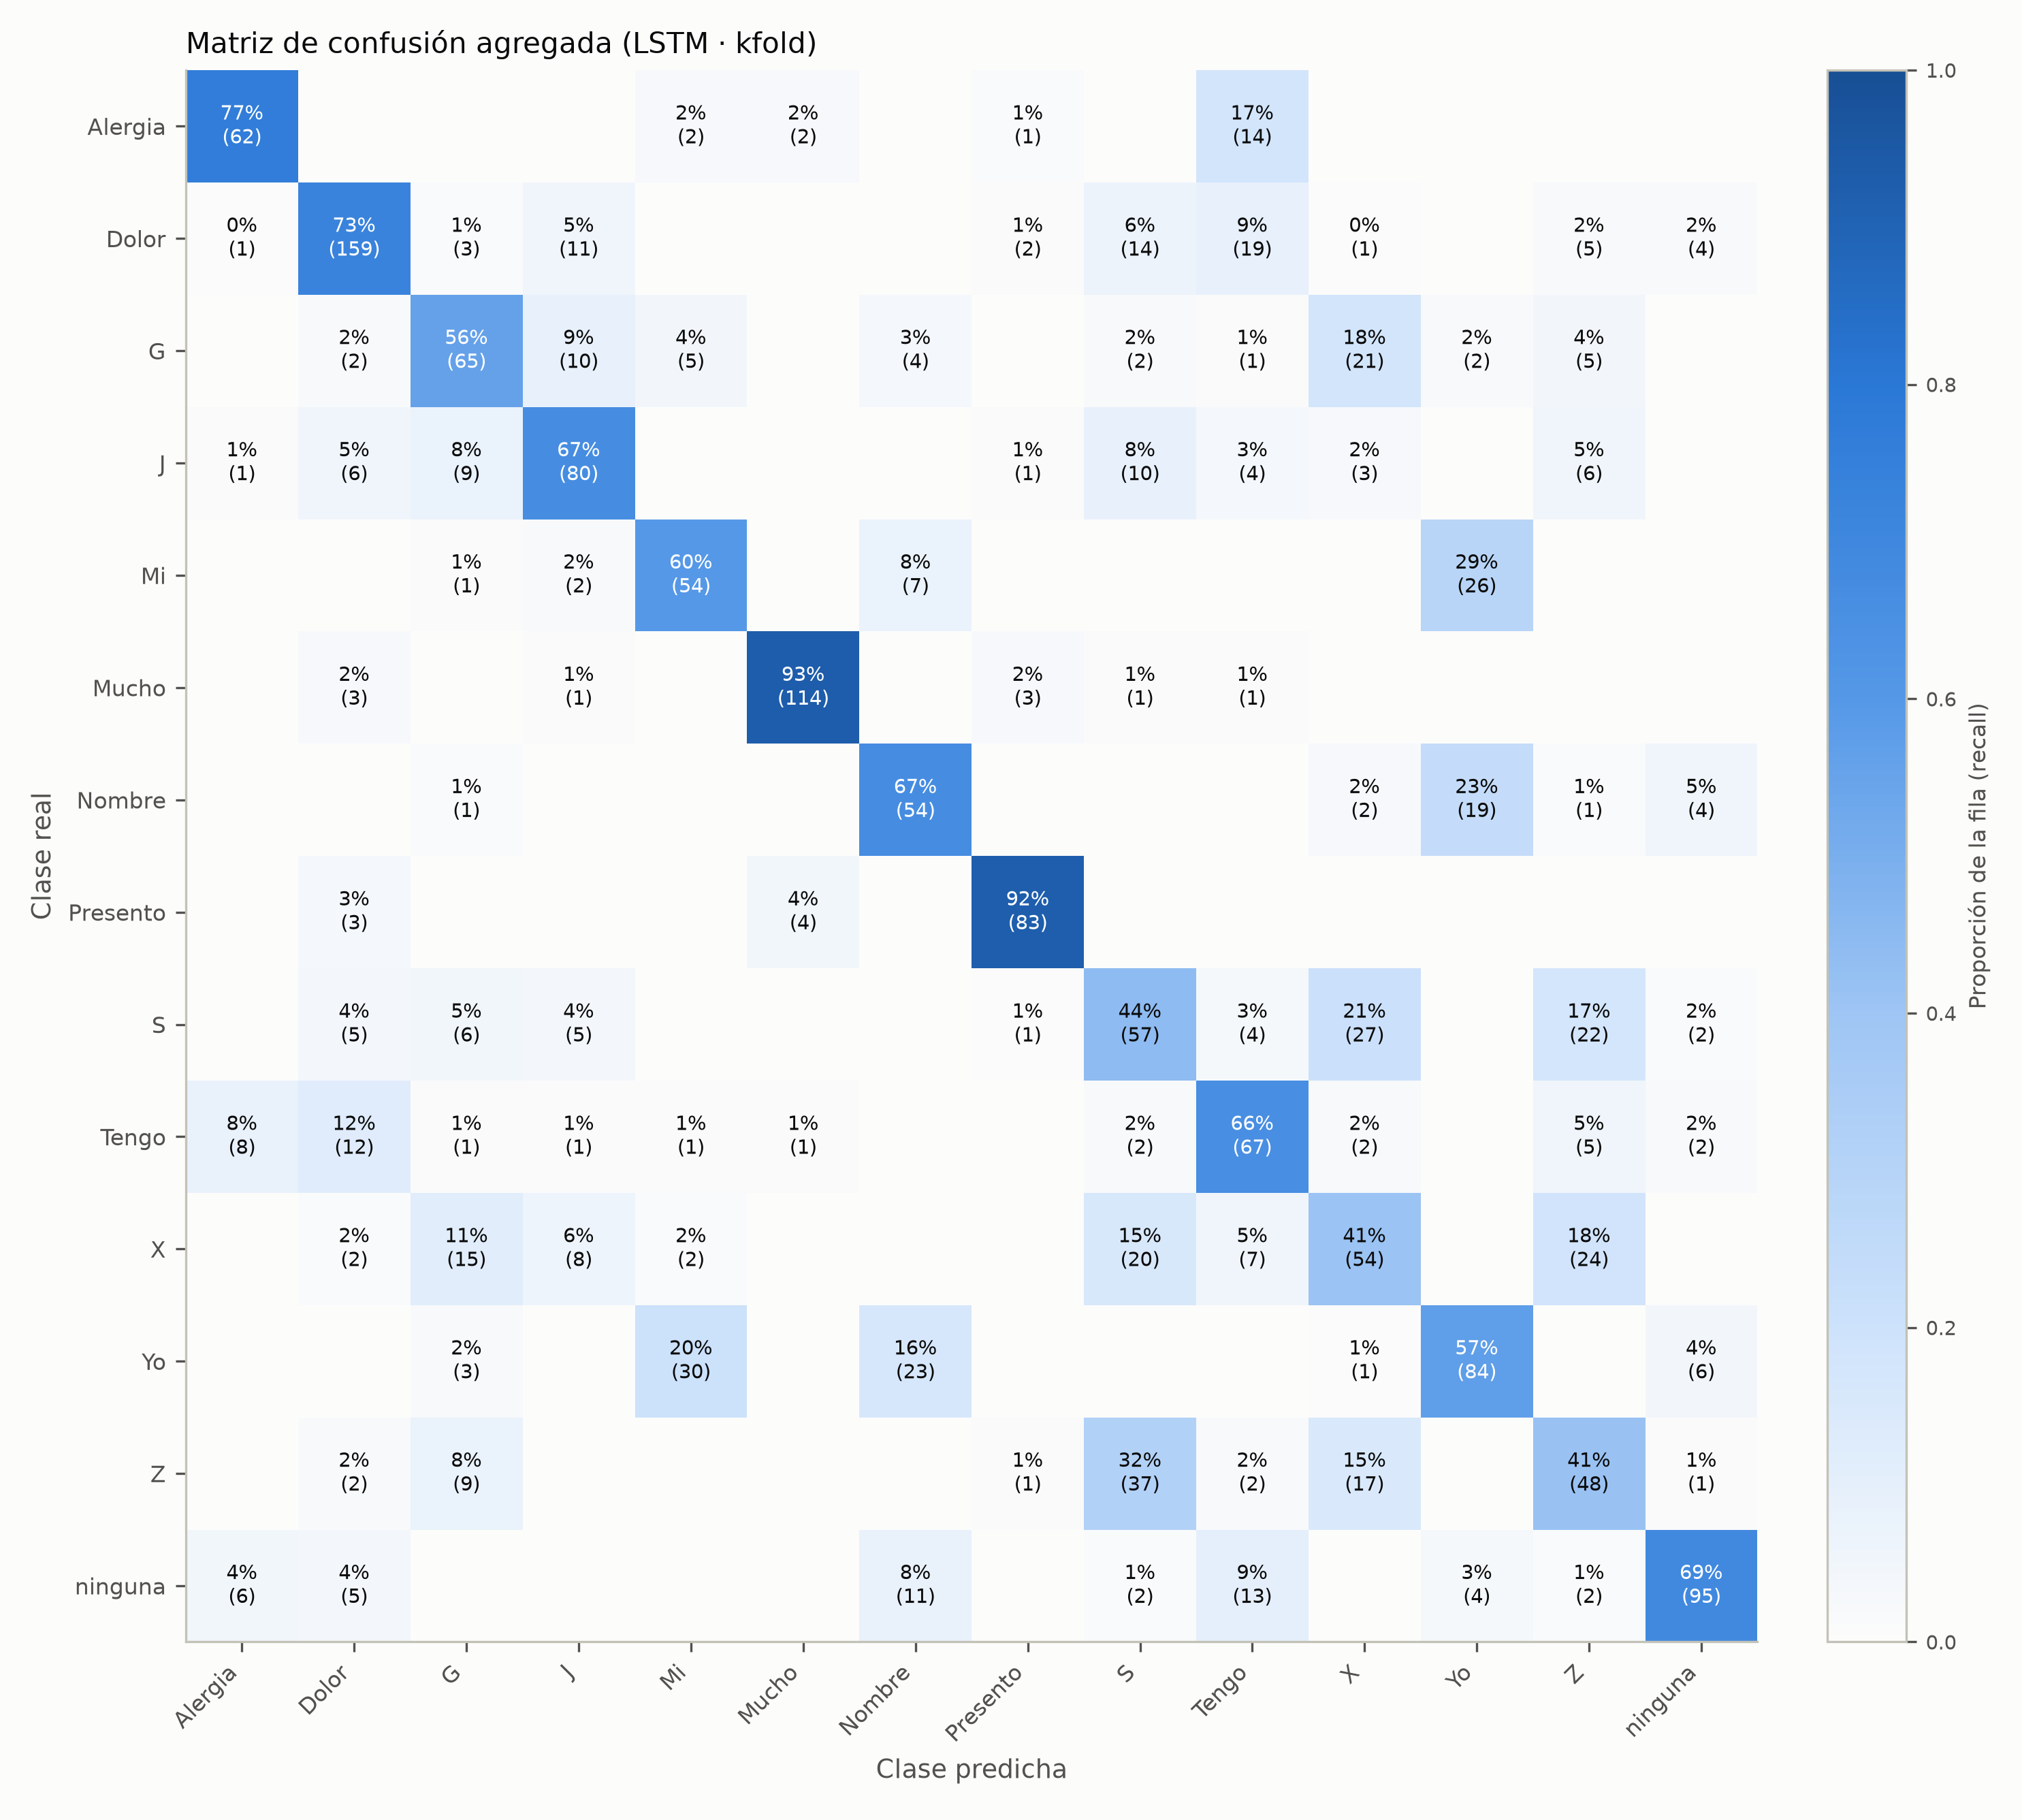 Matriz de confusión agregada (LSTM · kfold)
Alergia 77% 2% 2% 1% 17%
(62) (2) (2) (1) (14)
Dolor 0% 73% 1% 5% 1% 6% 9% 0% 2% 2%
(1) (159) (3) (11) (2) (14) (19) (1) (5) (4)
G 2% 56% 9% 4% 3% 2% 1% 18% 2% 4%
(2) (65) (10) (5) (4) (2) (1) (21) (2) (5)
J 1% 5% 8% 67% 1% 8% 3% 2% 5%
(1) (6) (9) (80) (1) (10) (4) (3) (6)
Mi 1% 2% 60% 8% 29%
(1) (2) (54) (7) (26)
Mucho 2% 1% 93% 2% 1% 1%
(3) (1) (114) (3) (1) (1)
Nombre 1% 67% 2% 23% 1% 5%
(1) (54) (2) (19) (1) (4)
Presento 3% 4% 92%
(3) (4) (83)
S 4% 5% 4% 1% 44% 3% 21% 17% 2%
(5) (6) (5) (1) (57) (4) (27) (22) (2)
Tengo 8% 12% 1% 1% 1% 1% 2% 66% 2% 5% 2%
(8) (12) (1) (1) (1) (1) (2) (67) (2) (5) (2)
X 2% 11% 6% 2% 15% 5% 41% 18%
(2) (15) (8) (2) (20) (7) (54) (24)
Yo 2% 20% 16% 1% 57% 4%
(3) (30) (23) (1) (84) (6)
Z 2% 8% 1% 32% 2% 15% 41% 1%
(2) (9) (1) (37) (2) (17) (48) (1)
ninguna 4% 4% 8% 1% 9% 3% 1% 69%
(6) (5) (11) (2) (13) (4) (2) (95)
Alergia Dolor G J Mi Mucho Nombre Presento S Tengo X Yo Z ninguna
Clase predicha
Clase real
1.0
0.8
0.6
0.4
0.2
0.0
Proporción de la fila (recall)